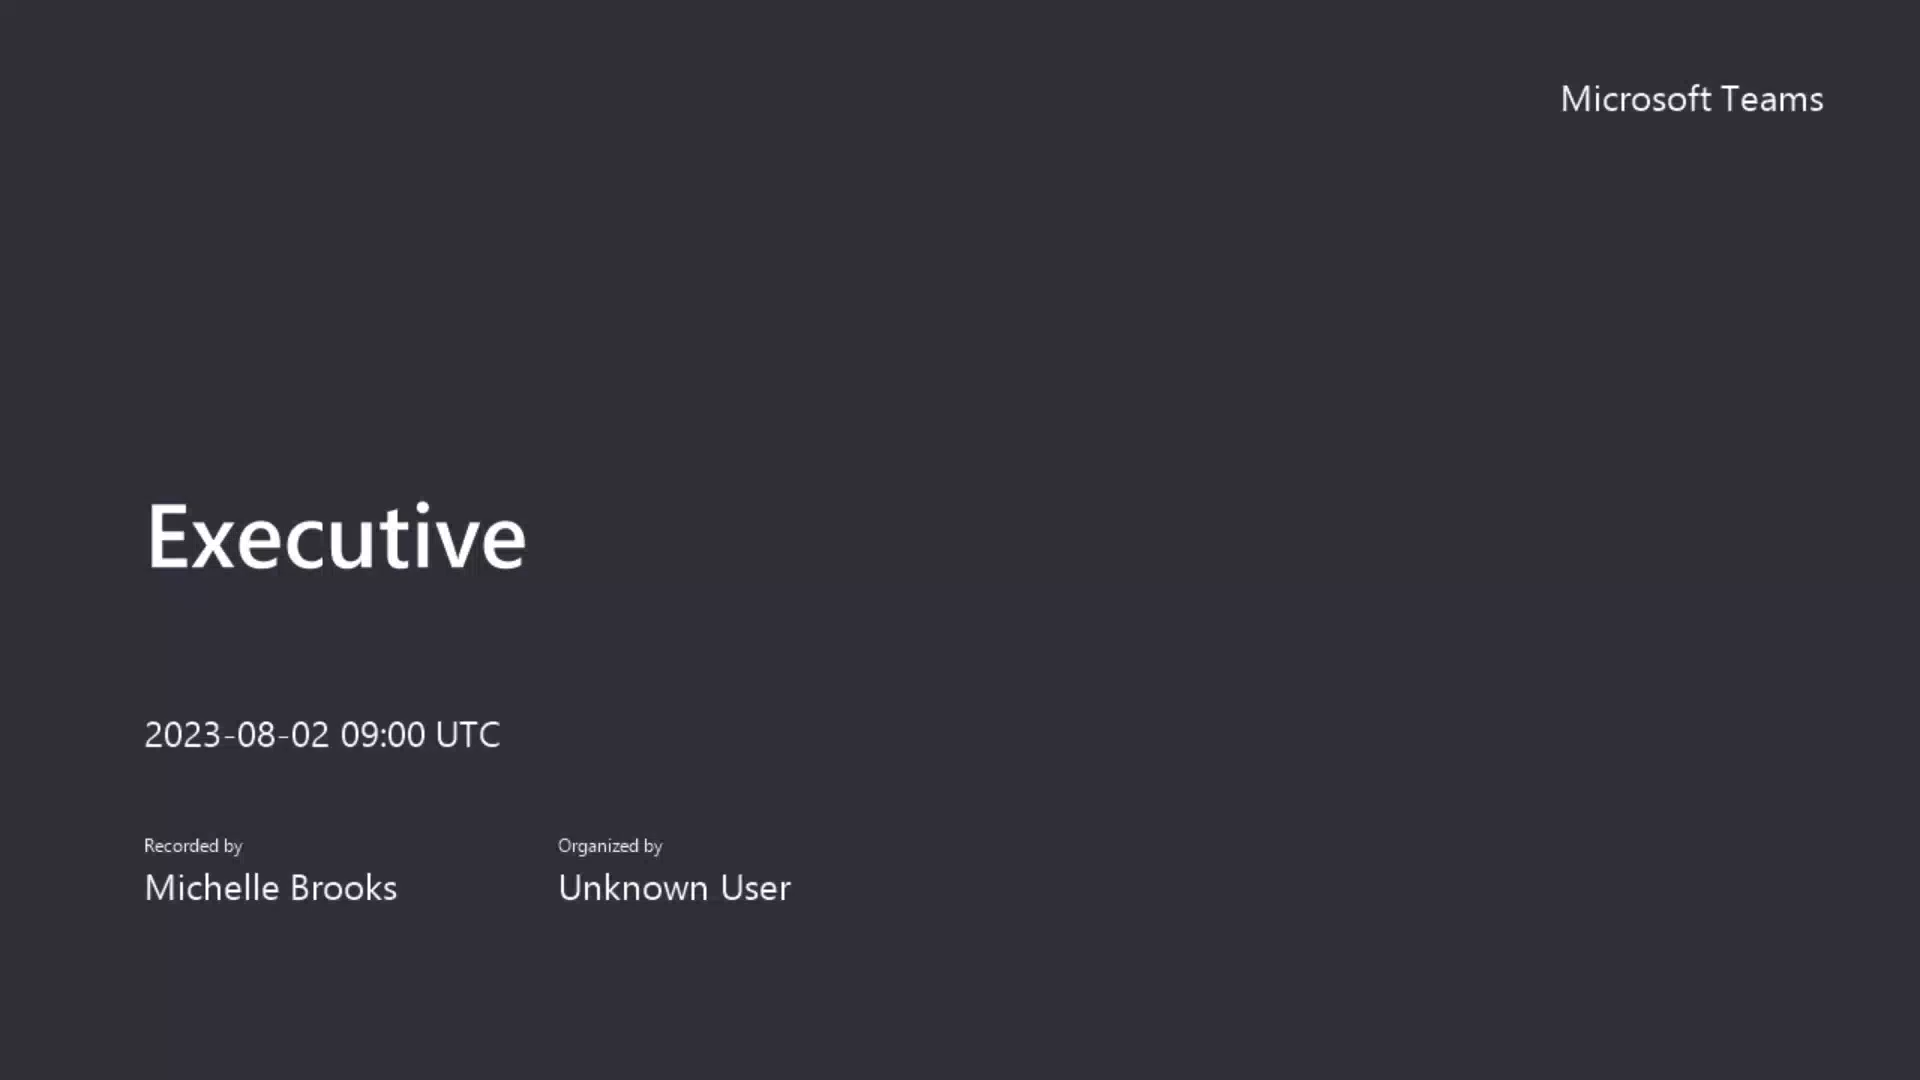 Microsoft Teams
Executive
2023-08-02 09:00 UTC
Recorded by
Organized by
Michelle Brooks
Unknown User